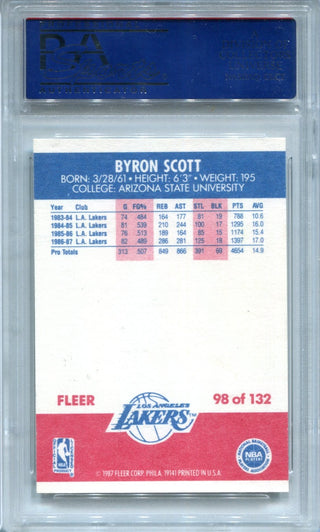 PSA
BYRON SCOTT
BORN: 3/28/61 • HEIGHT: 6'3" • WEIGHT: 195
COLLEGE: ARIZONA STATE UNIVERSITY
Year Club G FG% REB AST STL BLK PTS AVG
1983-84 L.A. Lakers 74 .484 164 177 81 19 788 10.6
1984-85 L.A. Lakers 81 .539 210 244 100 17 1295 16.0
1985-86 L.A. Lakers 76 .513 189 164 85 15 1174 15.4
1986-87 L.A. Lakers 82 .489 286 281 125 18 1397 17.0
Pro Totals 313 .507 849 866 391 69 4654 14.9
FLEER
LOS ANGELES
LAKERS
98 of 132
NBA
NBA
PLAYERS
© 1987 FLEER CORP. PHILA. 19141 PRINTED IN U.S.A.